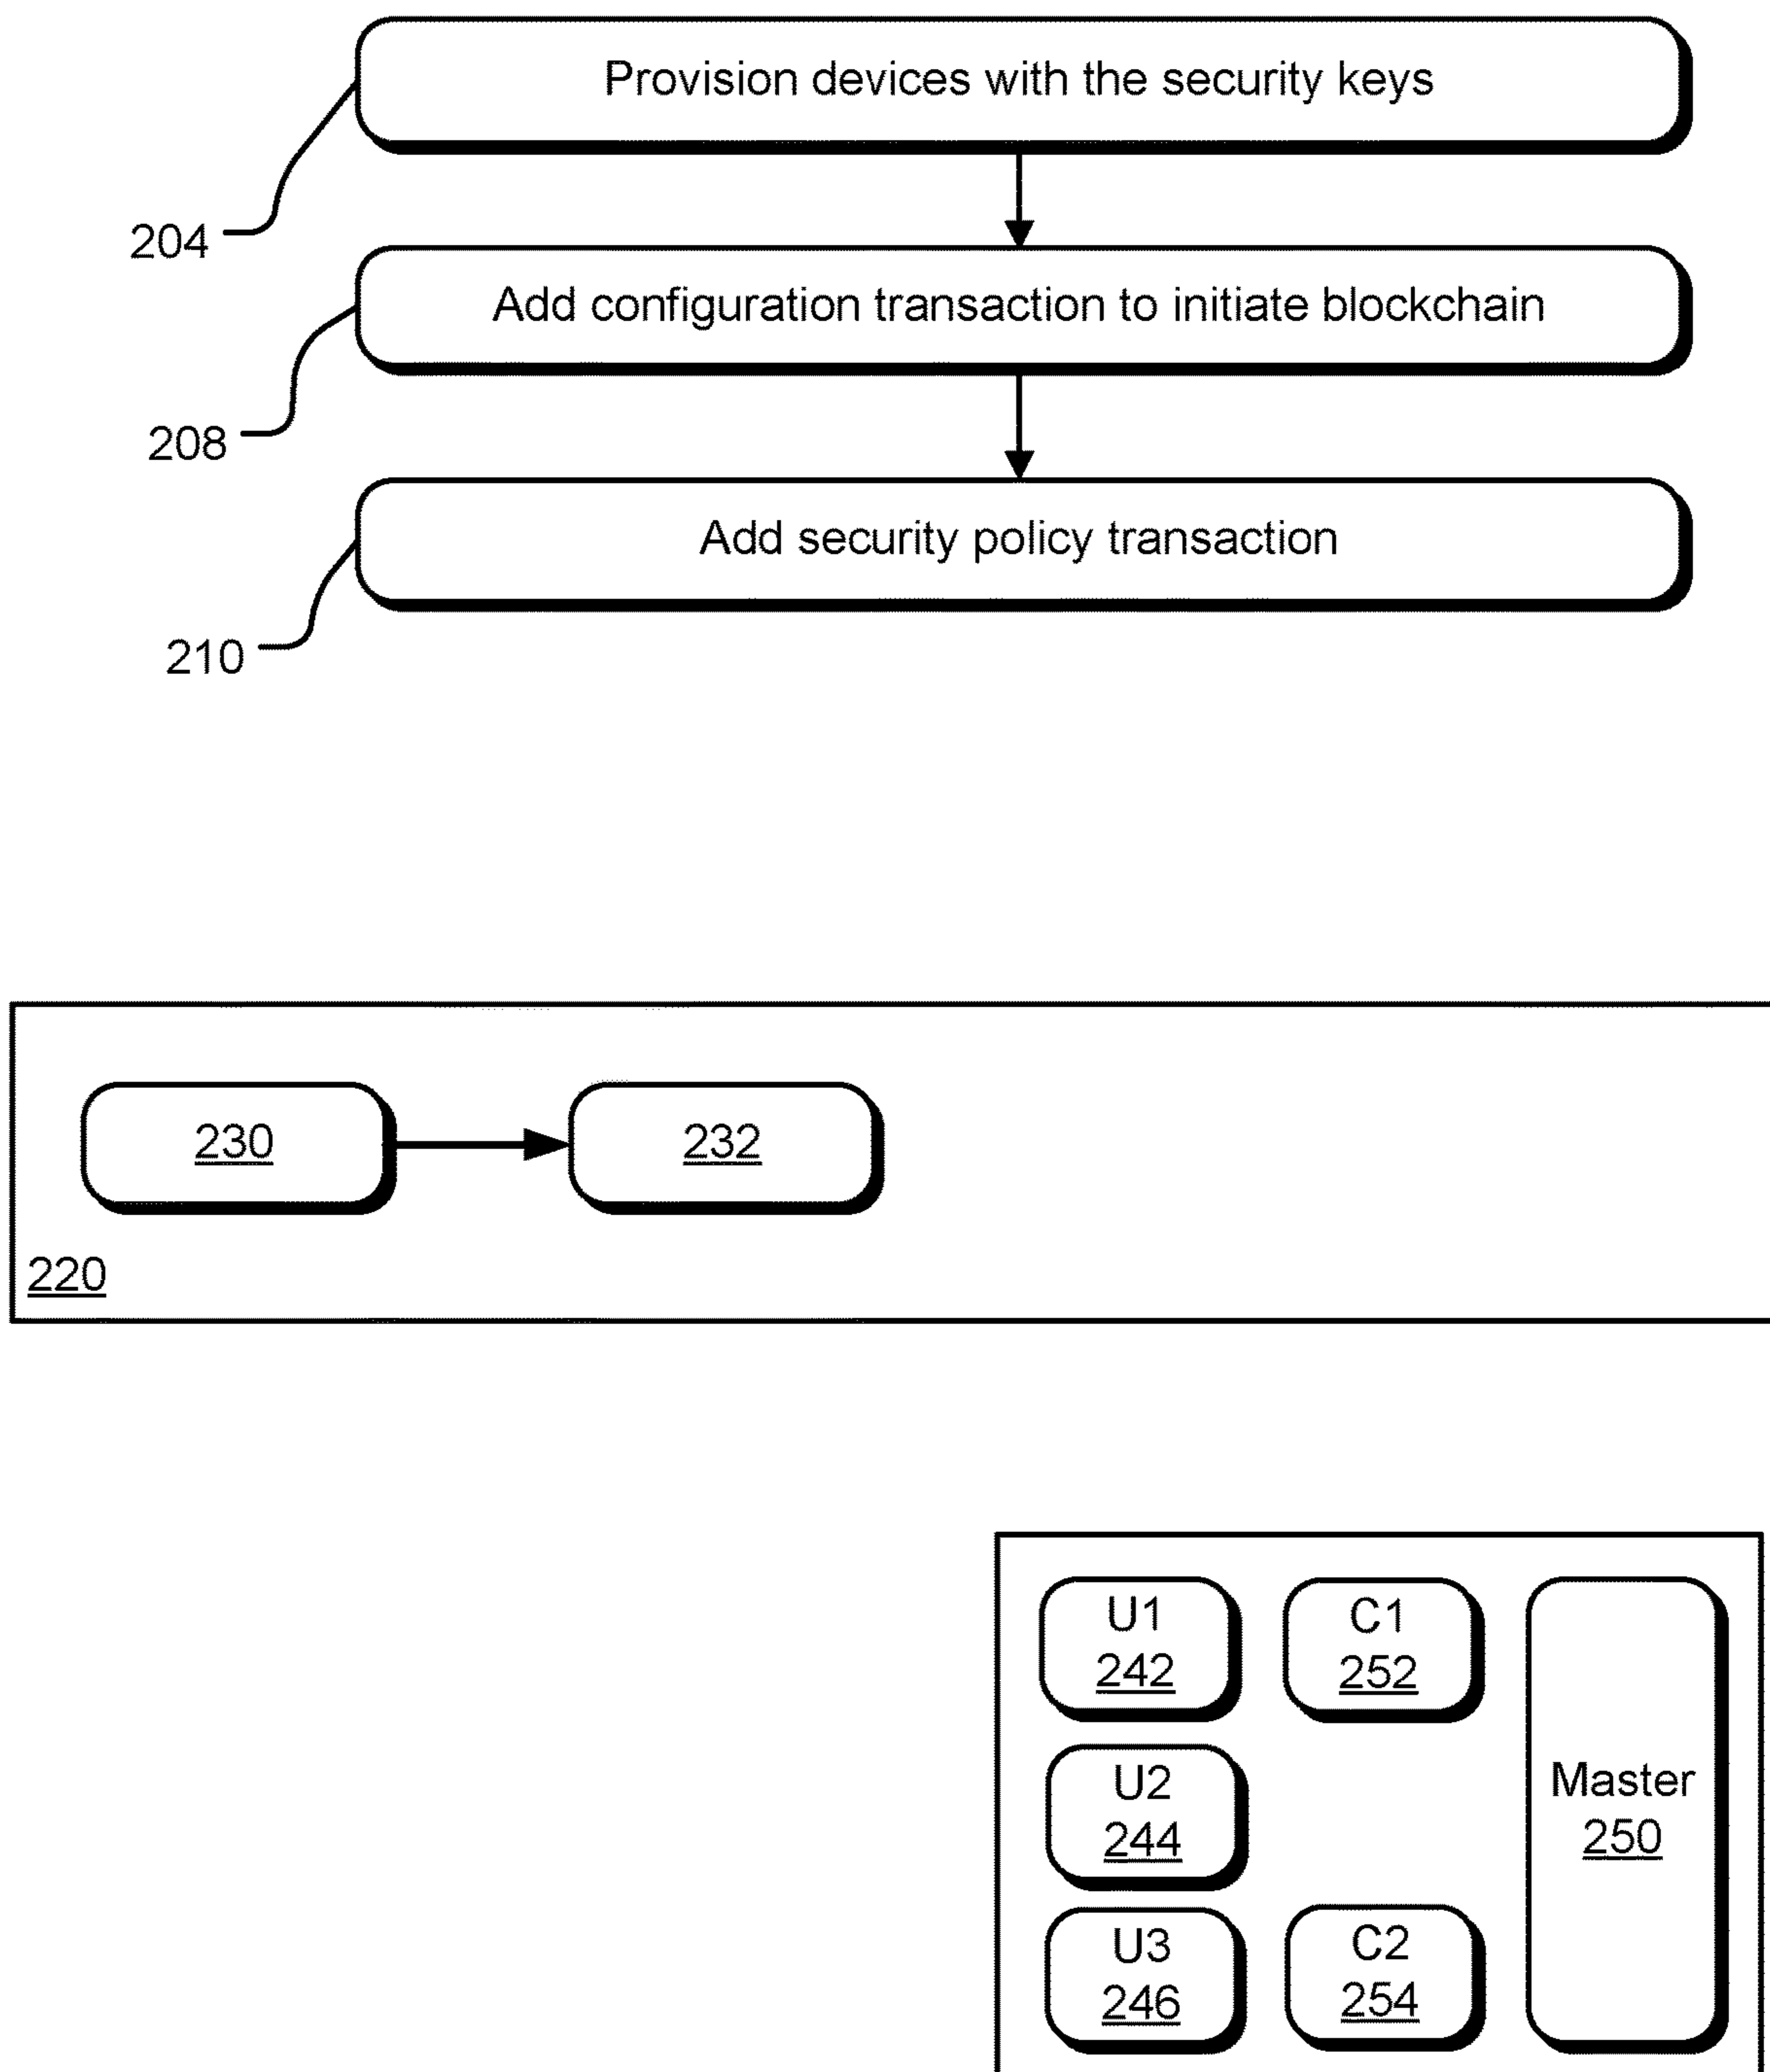 Provision devices with the security keys
204
Add configuration transaction to initiate blockchain
208
Add security policy transaction
210
230
232
220
U1
242
C1
252
U2
244
Master
250
U3
246
C2
254